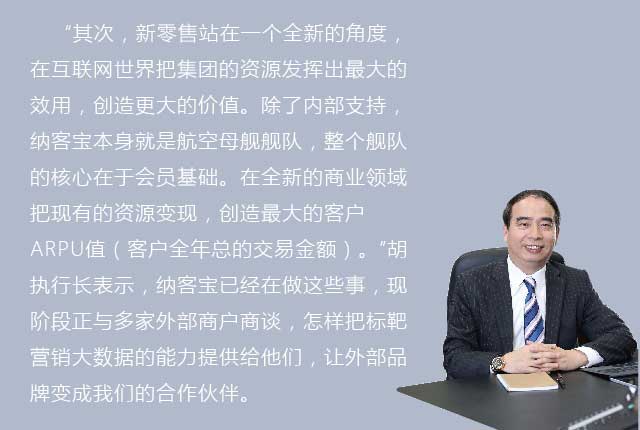 “其次，新零售站在一个全新的角度，
在互联网世界把集团的资源发挥出最大的
效用，创造更大的价值。除了内部支持，
纳客宝本身就是航空母舰舰队，整个舰队
的核心在于会员基础。在全新的商业领域
把现有的资源变现，创造最大的客户
ARPU值（客户全年总的交易金额）。”胡
执行长表示，纳客宝已经在做这些事，现
阶段正与多家外部商户商谈，怎样把标靶
营销大数据的能力提供给他们，让外部品
牌变成我们的合作伙伴。